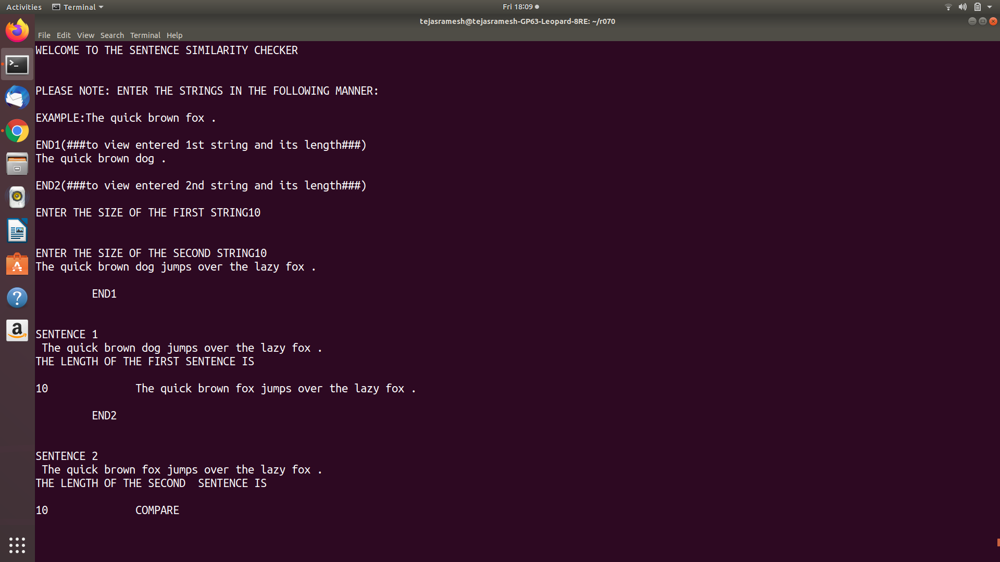 Activities Terminal Fri 18:09
tejasramesh@tejasramesh-GP63-Leopard-8RE: ~/r070
File Edit View Search Terminal Help
WELCOME TO THE SENTENCE SIMILARITY CHECKER
PLEASE NOTE: ENTER THE STRINGS IN THE FOLLOWING MANNER:
EXAMPLE:The quick brown fox .
END1(###to view entered 1st string and its length###)
The quick brown dog .
END2(###to view entered 2nd string and its length###)
ENTER THE SIZE OF THE FIRST STRING10
ENTER THE SIZE OF THE SECOND STRING10
The quick brown dog jumps over the lazy fox .
END1
SENTENCE 1
The quick brown dog jumps over the lazy fox .
THE LENGTH OF THE FIRST SENTENCE IS
10 The quick brown fox jumps over the lazy fox .
END2
SENTENCE 2
The quick brown fox jumps over the lazy fox .
THE LENGTH OF THE SECOND  SENTENCE IS
10 COMPARE